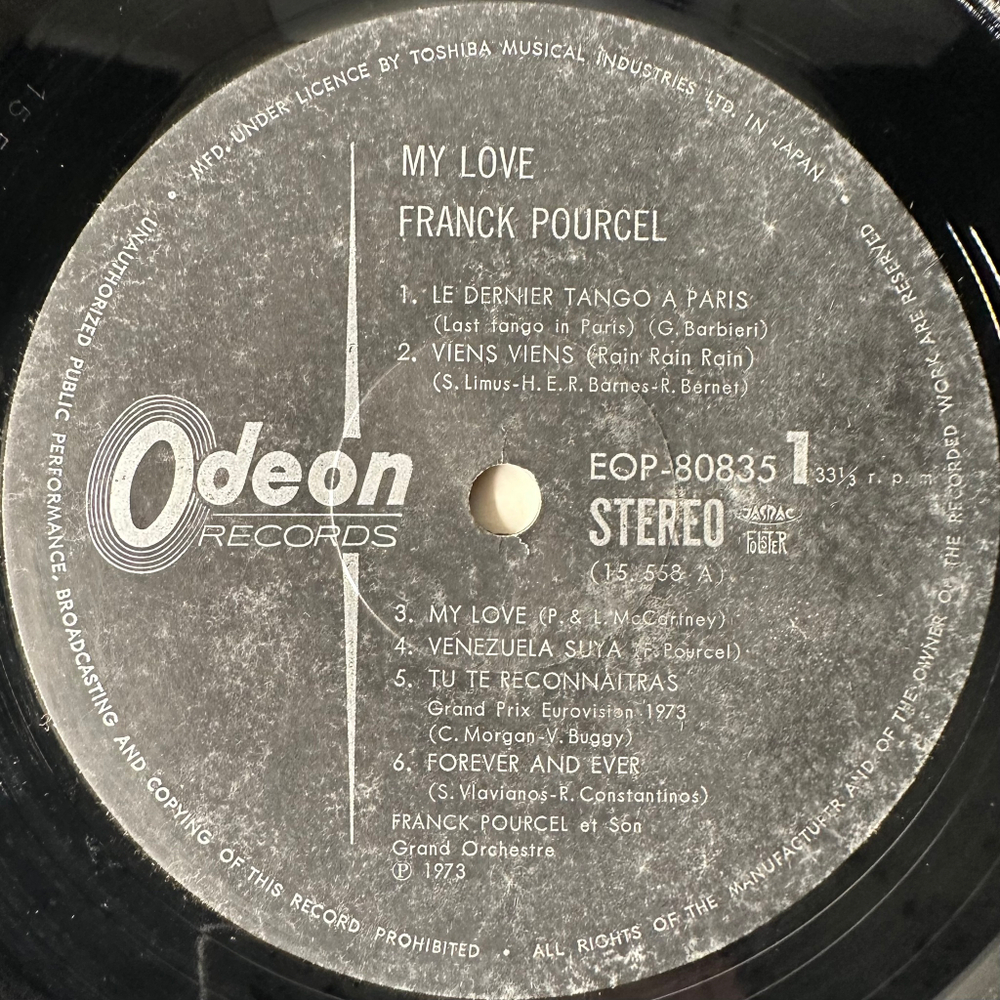 MFD. UNDER LICENCE BY TOSHIBA MUSICAL INDUSTRIES LTD. IN JAPAN
MY LOVE
FRANCK POURCEL
1. LE DERNIER TANGO A PARIS
(Last tango in Paris) (G. Barbieri)
2. VIENS VIENS (Rain Rain Rain)
(S. Limus-H. E. R. Barnes-R. Bernet)
Odeon
RECORDS
EOP-80835 1 33⅓ r. p. m
STEREO JASRAC
(15. 558 A)
3. MY LOVE (P. & L. McCartney)
4. VENEZUELA SUYA (F. Pourcel)
5. TU TE RECONNAITRAS
Grand Prix Eurovision 1973
(C. Morgan-V. Buggy)
6. FOREVER AND EVER
(S. Vlavianos-R. Constantinos)
FRANCK POURCEL et Son
Grand Orchestre
Ⓟ 1973
UNAUTHORIZED PUBLIC PERFORMANCE, BROADCASTING AND COPYING OF THIS RECORD PROHIBITED • ALL RIGHTS OF THE MANUFACTURER AND OF THE OWNER OF THE RECORDED WORK ARE RESERVED